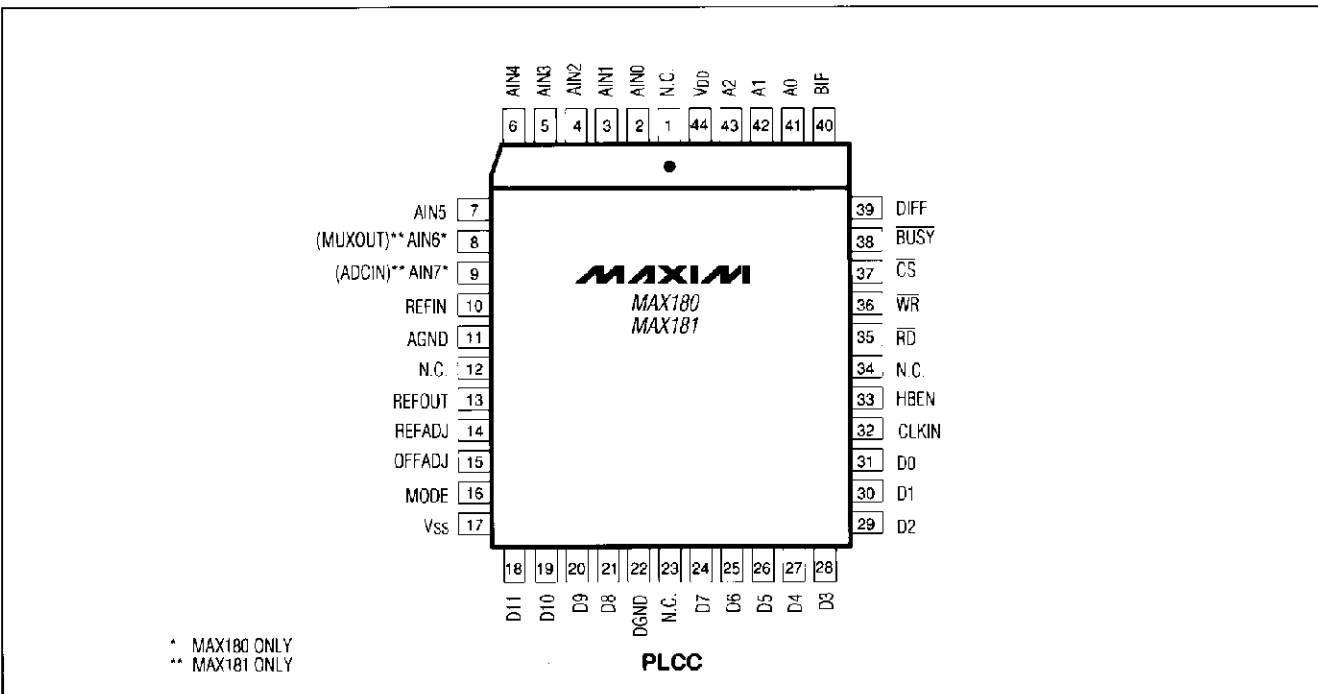 AIN4 AIN3 AIN2 AIN1 AIN0 N.C. VDD A2 A1 A0 BIP
6 5 4 3 2 1 44 43 42 41 40
AIN5 7
(MUXOUT)** AIN6* 8
(ADCIN)** AIN7* 9
REFIN 10
AGND 11
N.C. 12
REFOUT 13
REFADJ 14
OFFADJ 15
MODE 16
VSS 17
MAXIM
MAX180
MAX181
39 DIFF
38 BUSY
37 CS
36 WR
35 RD
34 N.C.
33 HBEN
32 CLKIN
31 D0
30 D1
29 D2
18 19 20 21 22 23 24 25 26 27 28
D11 D10 D9 D8 DGND N.C. D7 D6 D5 D4 D3
* MAX180 ONLY
** MAX181 ONLY
PLCC